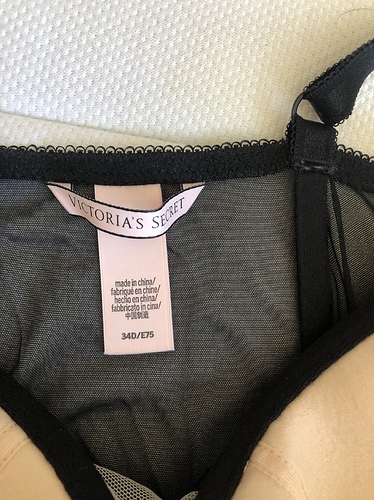 VICTORIA'S SECRET
made in china/
fabriqué en chine/
hecho en china/
fabbricato in cina/
中国制造
34D/E75